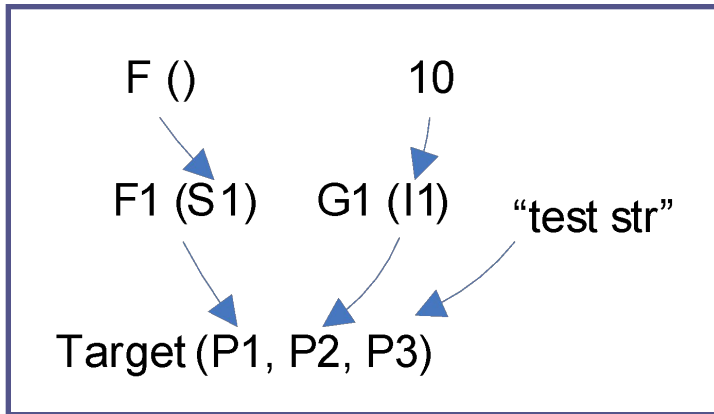 F () 10
F1 (S1) G1 (I1) “test str”
Target (P1, P2, P3)